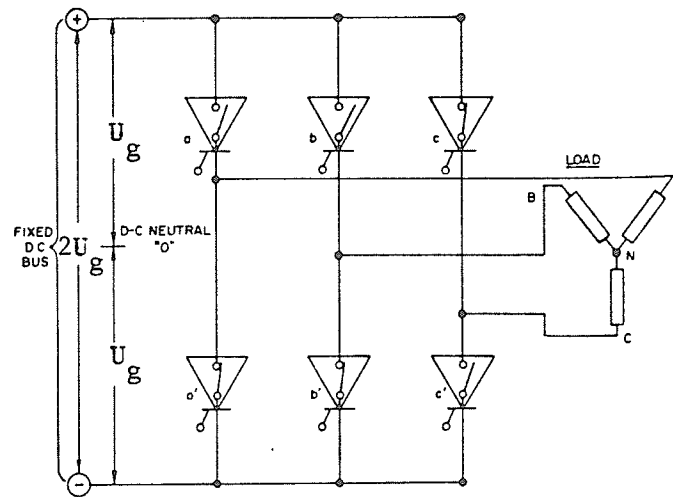 +
a
b
c
U g
LOAD
B
FIXED DC BUS
2U g
D-C NEUTRAL "O"
N
U g
C
a'
b'
c'
−